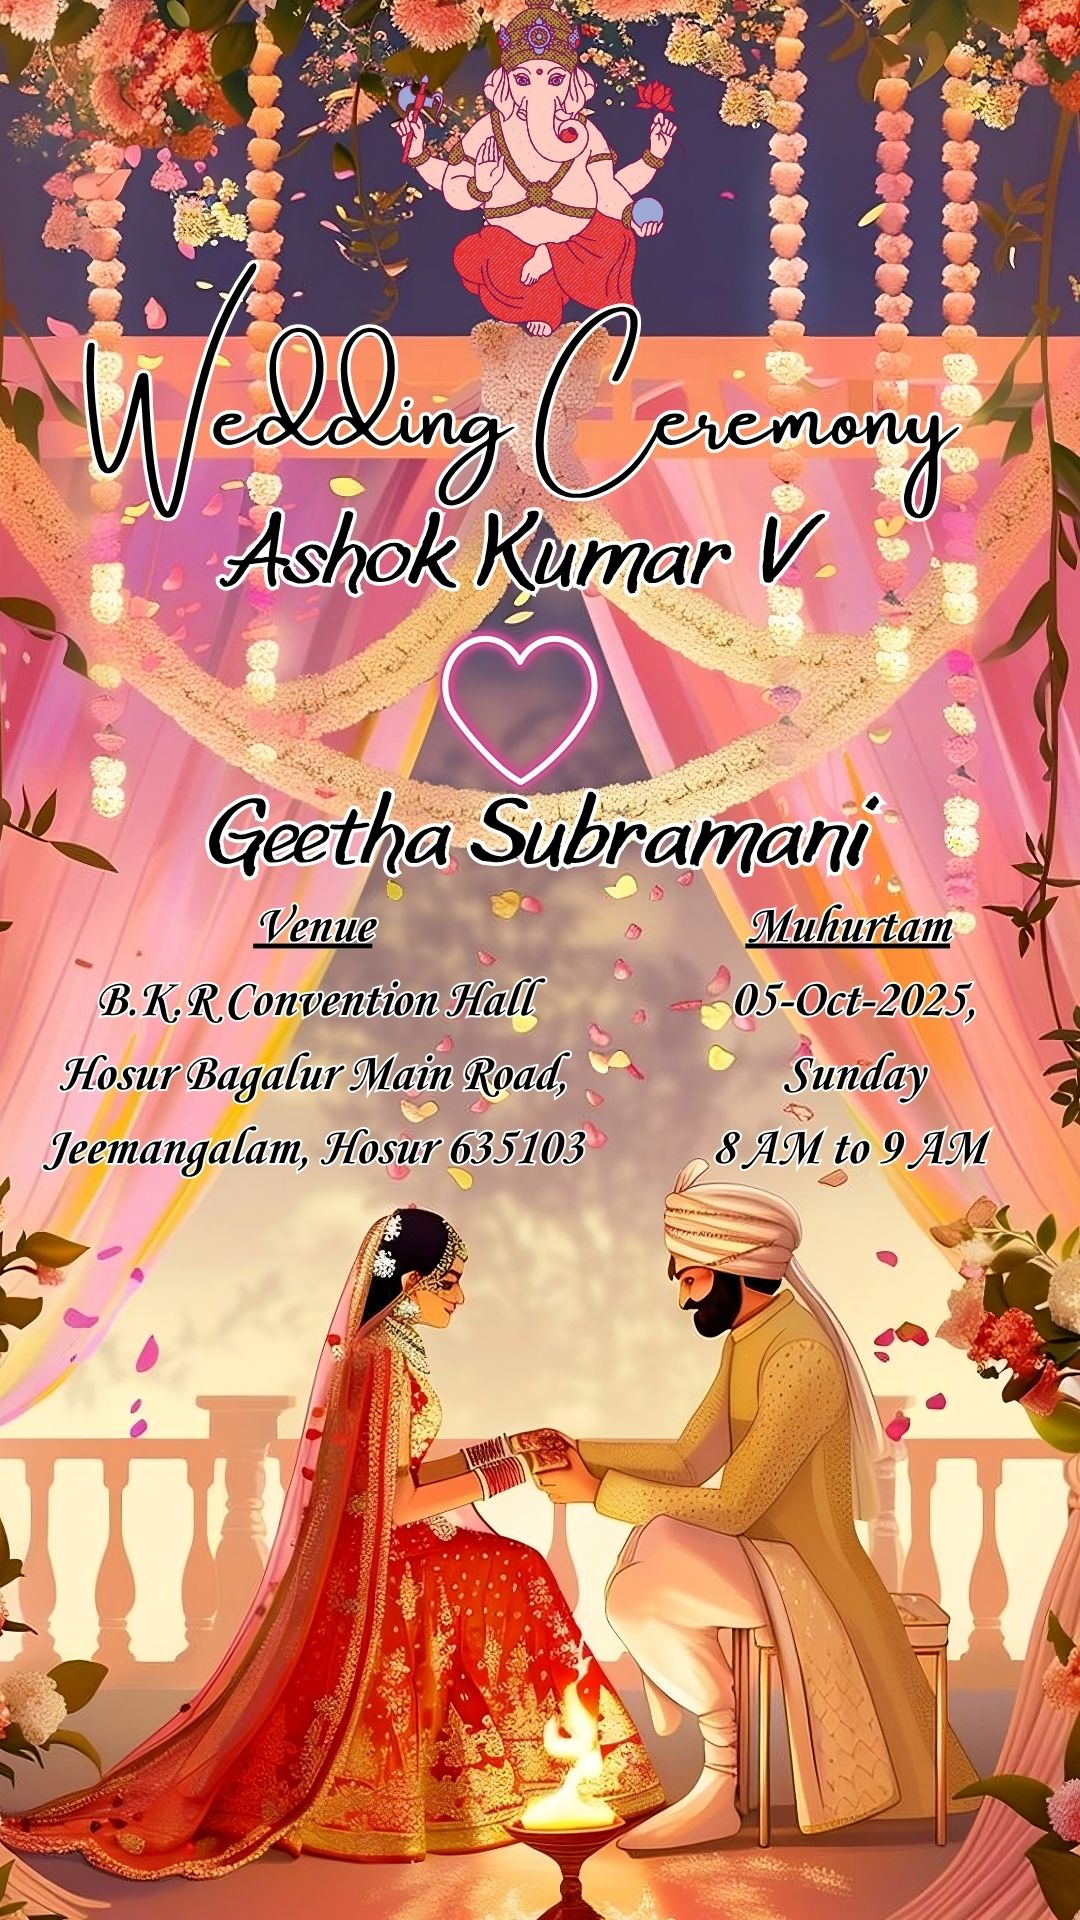 Wedding Ceremony
Ashok Kumar V
Geetha Subramani
Venue
B.K.R Convention Hall
Hosur Bagalur Main Road,
Jeemangalam, Hosur 635103
Muhurtam
05-Oct-2025,
Sunday
8 AM to 9 AM